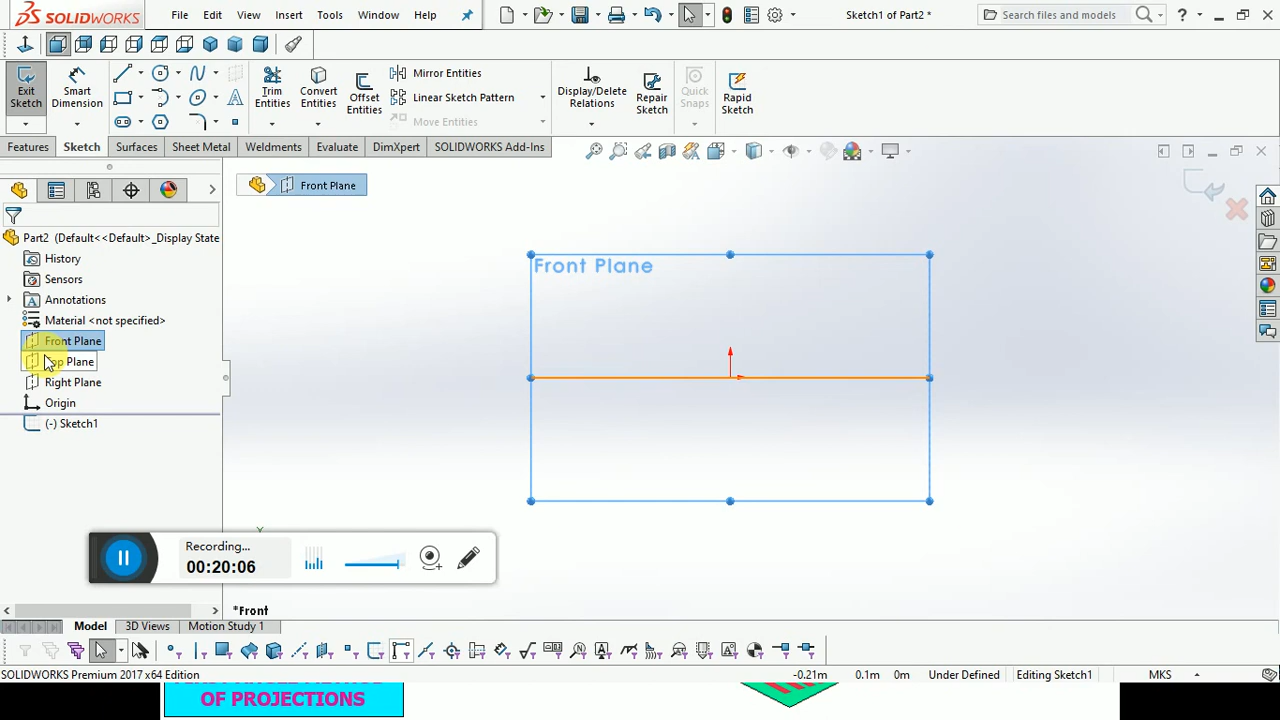 SOLIDWORKS
File
Edit
View
Insert
Tools
Window
Help
Sketch1 of Part2 *
Search files and models
?
Exit Sketch
Smart Dimension
Trim Entities
Convert Entities
Offset Entities
Mirror Entities
Linear Sketch Pattern
Move Entities
Display/Delete Relations
Repair Sketch
Quick Snaps
Rapid Sketch
Features
Sketch
Surfaces
Sheet Metal
Weldments
Evaluate
DimXpert
SOLIDWORKS Add-Ins
Front Plane
Part2 (Default<<Default>_Display State
History
Sensors
Annotations
Material <not specified>
Front Plane
Plane
Right Plane
Origin
(-) Sketch1
Front Plane
Recording...
00:20:06
Y
*Front
Model
3D Views
Motion Study 1
SOLIDWORKS Premium 2017 x64 Edition
-0.21m
0.1m
0m
Under Defined
Editing Sketch1
MKS
OF PROJECTIONS